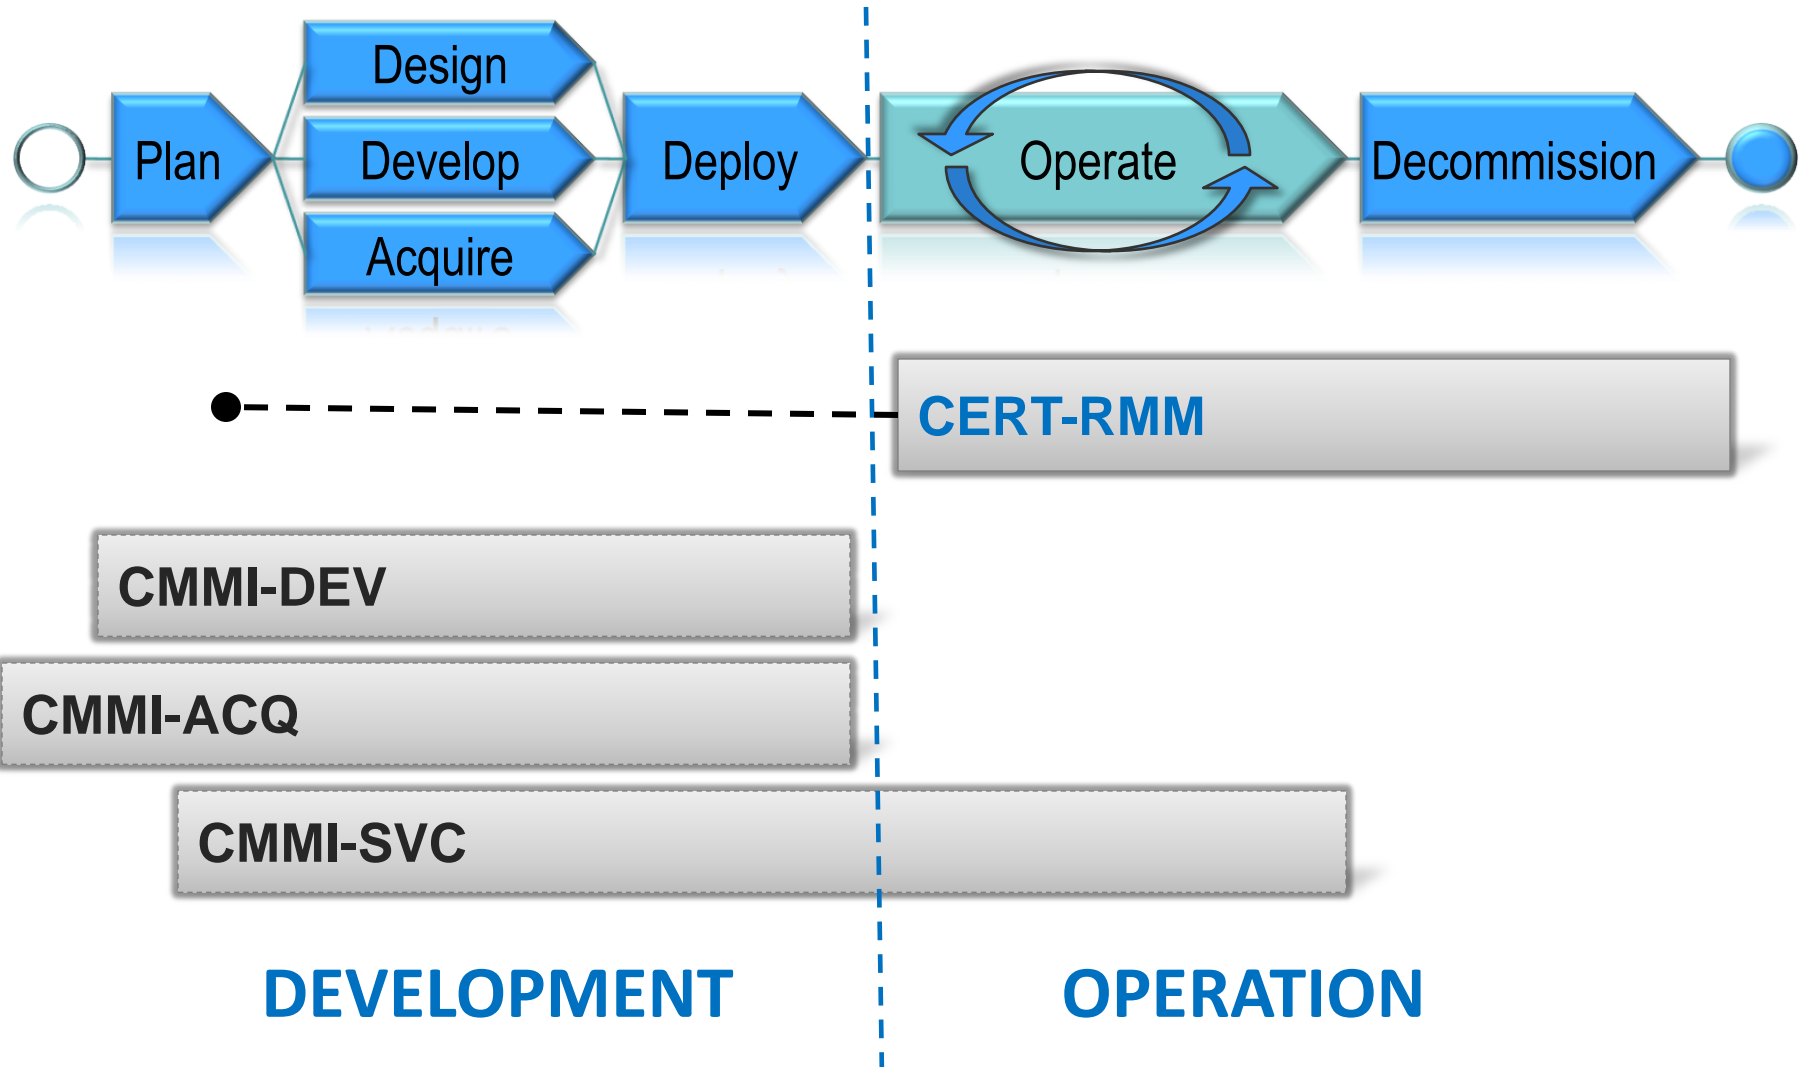 Design
Plan
Develop
Deploy
Operate
Decommission
Acquire
CERT-RMM
CMMI-DEV
CMMI-ACQ
CMMI-SVC
DEVELOPMENT
OPERATION